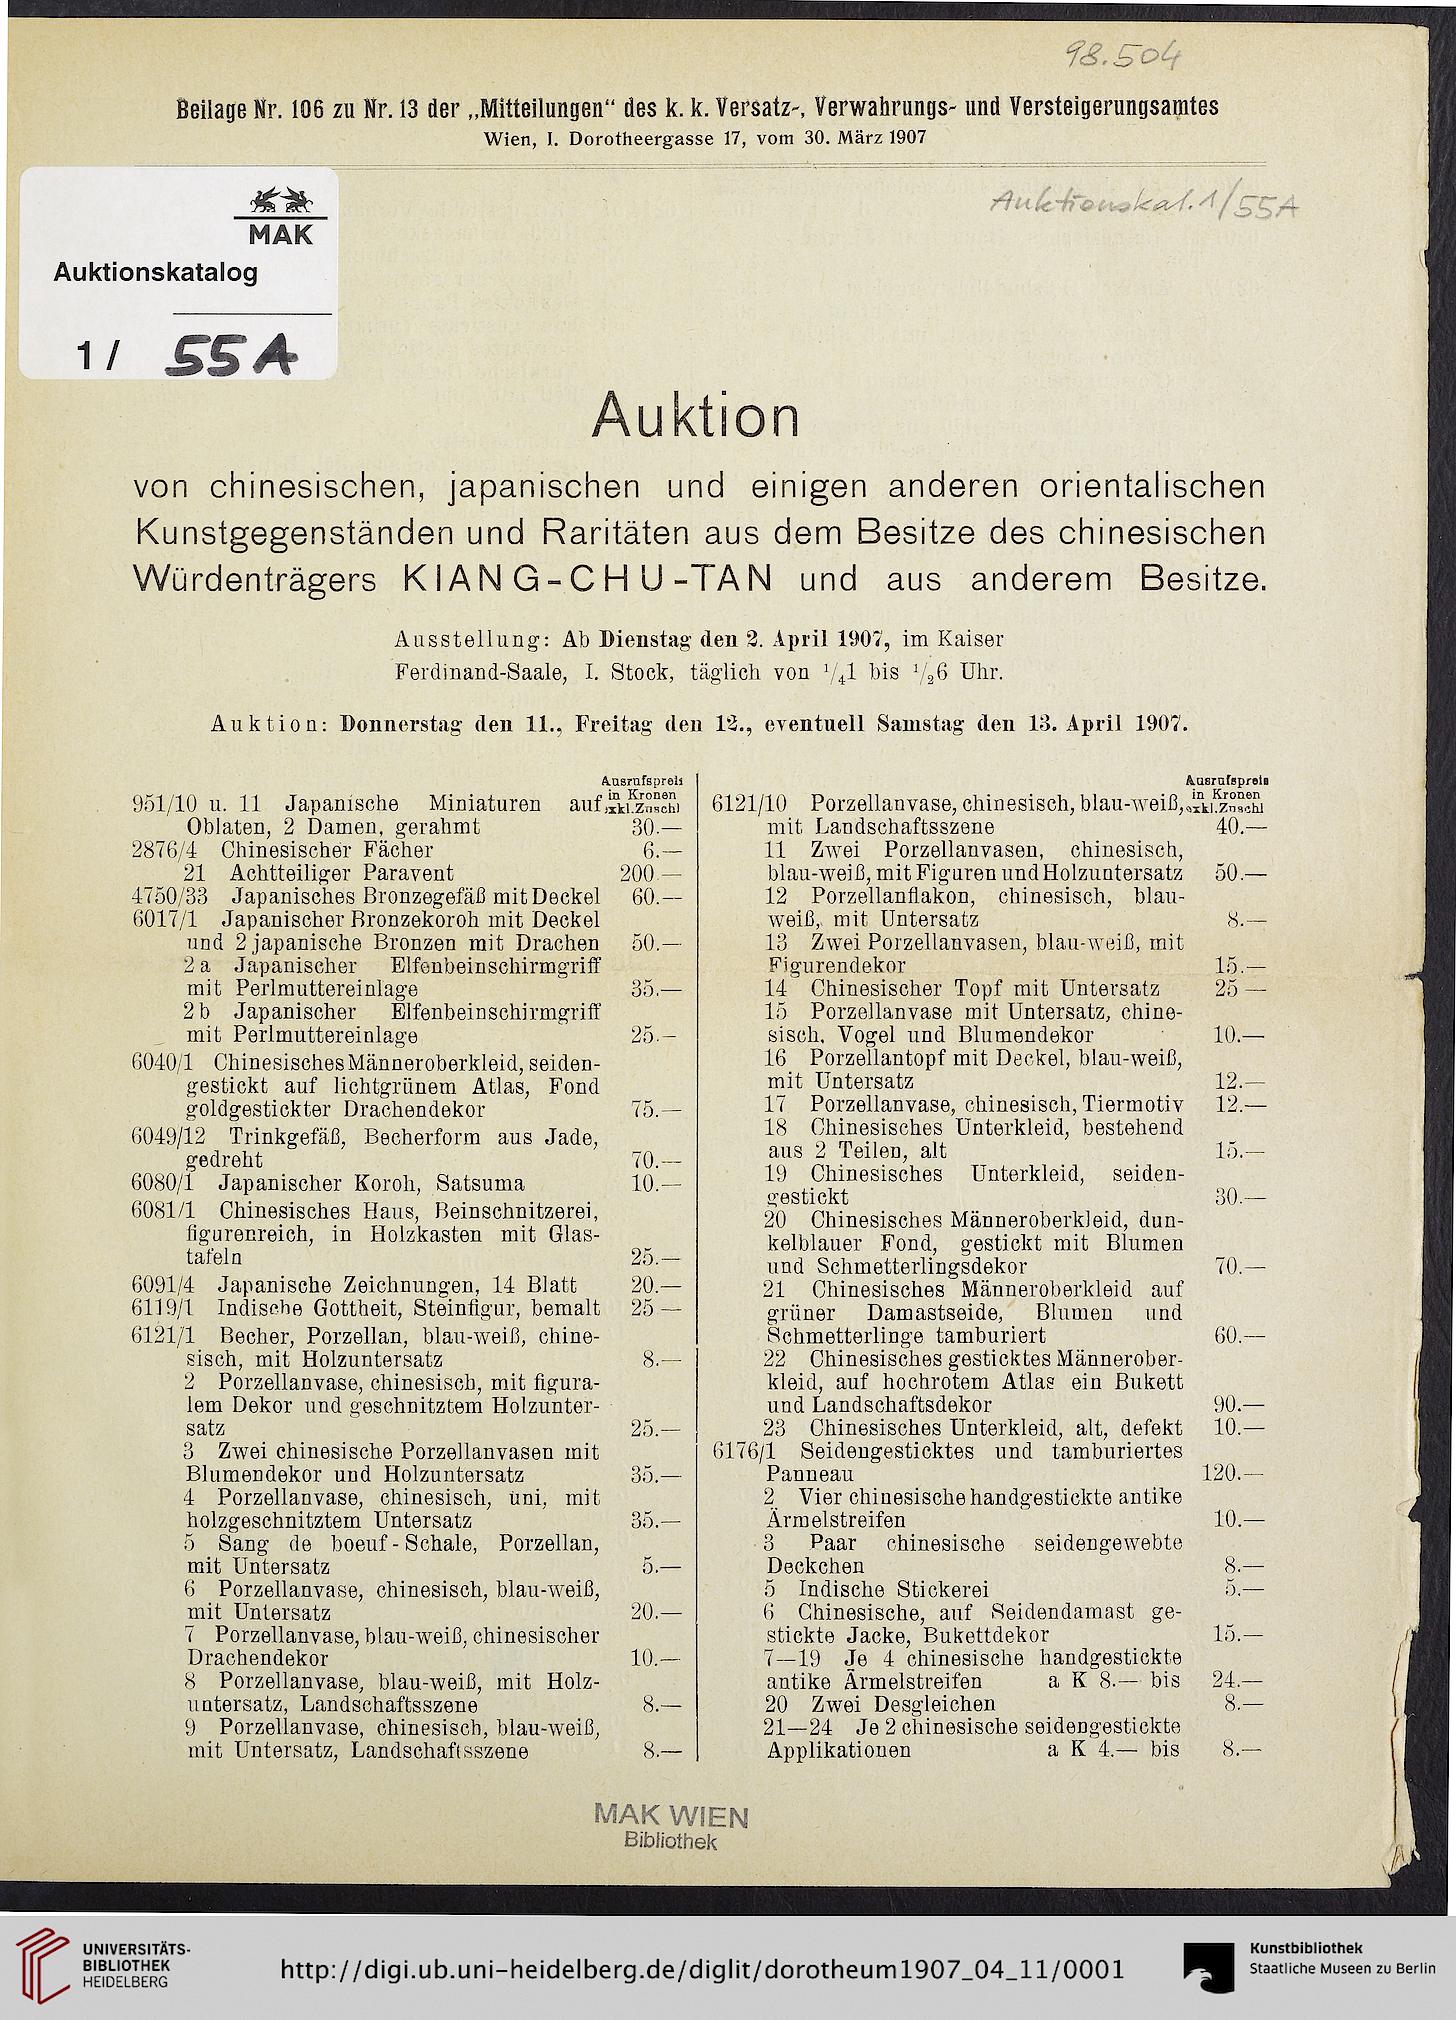 98.504
Beilage Nr. 106 zu Nr. 13 der „Mitteilungen“ des k. k. Versatz-, Verwahrungs- und Versteigerungsamtes
Wien, I. Dorotheergasse 17, vom 30. März 1907
Auktionskat. 1/55A
MAK
Auktionskatalog
1/ 55A
Auktion
von chinesischen, japanischen und einigen anderen orientalischen
Kunstgegenständen und Raritäten aus dem Besitze des chinesischen
Würdenträgers KIANG-CHU-TAN und aus anderem Besitze.
Ausstellung: Ab Dienstag den 2. April 1907, im Kaiser
Ferdinand-Saale, I. Stock, täglich von 1/41 bis 1/26 Uhr.
Auktion: Donnerstag den 11., Freitag den 12., eventuell Samstag den 13. April 1907.
Ausrufspreis
in Kronen
exkl. Zuschl
951/10 u. 11 Japanische Miniaturen auf
Oblaten, 2 Damen, gerahmt 30.—
2876/4 Chinesischer Fächer 6.—
21 Achtteiliger Paravent 200 —
4750/33 Japanisches Bronzegefäß mit Deckel 60.—
6017/1 Japanischer Bronzekoroh mit Deckel
und 2 japanische Bronzen mit Drachen 50.—
2 a Japanischer Elfenbeinschirmgriff
mit Perlmuttereinlage 35.—
2 b Japanischer Elfenbeinschirmgriff
mit Perlmuttereinlage 25.—
6040/1 Chinesisches Männeroberkleid, seiden-
gestickt auf lichtgrünem Atlas, Fond
goldgestickter Drachendekor 75.—
6049/12 Trinkgefäß, Becherform aus Jade,
gedreht 70.—
6080/1 Japanischer Koroh, Satsuma 10.—
6081/1 Chinesisches Haus, Beinschnitzerei,
figurenreich, in Holzkasten mit Glas-
tafeln 25.—
6091/4 Japanische Zeichnungen, 14 Blatt 20.—
6119/1 Indische Gottheit, Steinfigur, bemalt 25 —
6121/1 Becher, Porzellan, blau-weiß, chine-
sisch, mit Holzuntersatz 8.—
2 Porzellanvase, chinesisch, mit figura-
lem Dekor und geschnitztem Holzunter-
satz 25.—
3 Zwei chinesische Porzellanvasen mit
Blumendekor und Holzuntersatz 35.—
4 Porzellanvase, chinesisch, uni, mit
holzgeschnitztem Untersatz 35.—
5 Sang de boeuf-Schale, Porzellan,
mit Untersatz 5.—
6 Porzellanvase, chinesisch, blau-weiß,
mit Untersatz 20.—
7 Porzellanvase, blau-weiß, chinesischer
Drachendekor 10.—
8 Porzellanvase, blau-weiß, mit Holz-
untersatz, Landschaftsszene 8.—
9 Porzellanvase, chinesisch, blau-weiß,
mit Untersatz, Landschaftsszene 8.—
Ausrufspreis
in Kronen
exkl. Zuschl
6121/10 Porzellanvase, chinesisch, blau-weiß,
mit Landschaftsszene 40.—
11 Zwei Porzellanvasen, chinesisch,
blau-weiß, mit Figuren und Holzuntersatz 50.—
12 Porzellanflakon, chinesisch, blau-
weiß, mit Untersatz 8.—
13 Zwei Porzellanvasen, blau-weiß, mit
Figurendekor 15.—
14 Chinesischer Topf mit Untersatz 25 —
15 Porzellanvase mit Untersatz, chine-
sisch, Vogel und Blumendekor 10.—
16 Porzellantopf mit Deckel, blau-weiß,
mit Untersatz 12.—
17 Porzellanvase, chinesisch, Tiermotiv 12.—
18 Chinesisches Unterkleid, bestehend
aus 2 Teilen, alt 15.—
19 Chinesisches Unterkleid, seiden-
gestickt 30.—
20 Chinesisches Männeroberkleid, dun-
kelblauer Fond, gestickt mit Blumen
und Schmetterlingsdekor 70.—
21 Chinesisches Männeroberkleid auf
grüner Damastseide, Blumen und
Schmetterlinge tamburiert 60.—
22 Chinesisches gesticktes Männerober-
kleid, auf hochrotem Atlas ein Bukett
und Landschaftsdekor 90.—
23 Chinesisches Unterkleid, alt, defekt 10.—
6176/1 Seidengesticktes und tamburiertes
Panneau 120.—
2 Vier chinesische handgestickte antike
Ärmelstreifen 10.—
3 Paar chinesische seidengewebte
Deckchen 8.—
5 Indische Stickerei 5.—
6 Chinesische, auf Seidendamast ge-
stickte Jacke, Bukettdekor 15.—
7—19 Je 4 chinesische handgestickte
antike Ärmelstreifen a K 8.— bis 24.—
20 Zwei Desgleichen 8.—
21—24 Je 2 chinesische seidengestickte
Applikationen a K 4.— bis 8.—
MAK WIEN
Bibliothek
UNIVERSITÄTS-
BIBLIOTHEK
HEIDELBERG
http://digi.ub.uni-heidelberg.de/diglit/dorotheum1907_04_11/0001
Kunstbibliothek
Staatliche Museen zu Berlin